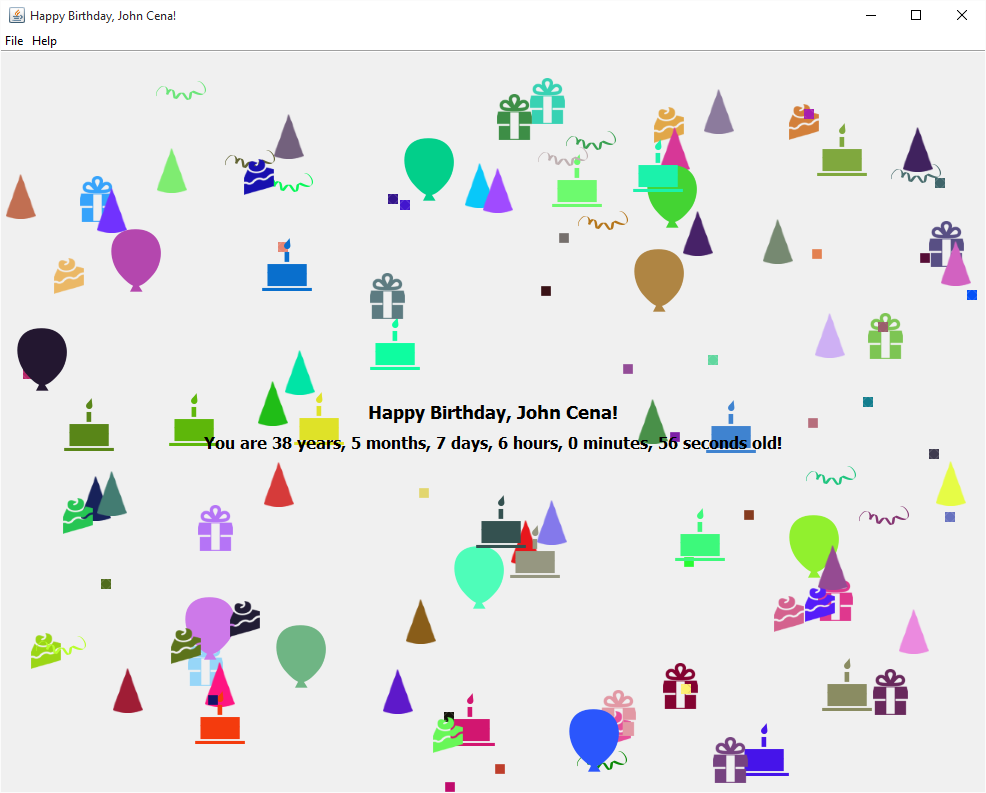 Happy Birthday, John Cena!
File Help
Happy Birthday, John Cena!
You are 38 years, 5 months, 7 days, 6 hours, 0 minutes, 56 seconds old!